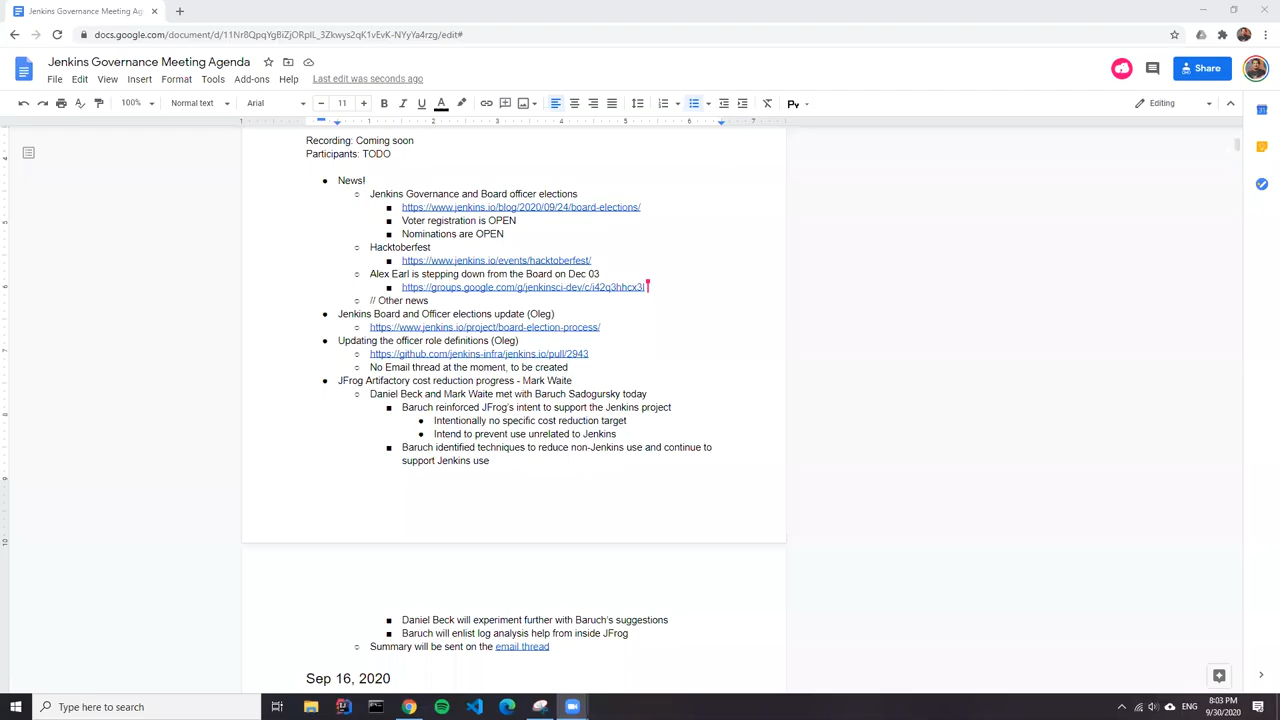 Jenkins Governance Meeting Ag
docs.google.com/document/d/11Nr8QpqYgBiZjORpIL_3Zkwys2qK1vEvK-NYyYa4rzg/edit#
Jenkins Governance Meeting Agenda
File Edit View Insert Format Tools Add-ons Help Last edit was seconds ago
Share
100% Normal text Arial 11 Editing
1 1 2 3 4 5 6 7
Recording: Coming soon
Participants: TODO
● News!
○ Jenkins Governance and Board officer elections
■ https://www.jenkins.io/blog/2020/09/24/board-elections/
■ Voter registration is OPEN
■ Nominations are OPEN
○ Hacktoberfest
■ https://www.jenkins.io/events/hacktoberfest/
○ Alex Earl is stepping down from the Board on Dec 03
■ https://groups.google.com/g/jenkinsci-dev/c/i42q3hhcx3I
○ // Other news
● Jenkins Board and Officer elections update (Oleg)
○ https://www.jenkins.io/project/board-election-process/
● Updating the officer role definitions (Oleg)
○ https://github.com/jenkins-infra/jenkins.io/pull/2943
○ No Email thread at the moment, to be created
● JFrog Artifactory cost reduction progress - Mark Waite
○ Daniel Beck and Mark Waite met with Baruch Sadogursky today
■ Baruch reinforced JFrog's intent to support the Jenkins project
● Intentionally no specific cost reduction target
● Intend to prevent use unrelated to Jenkins
■ Baruch identified techniques to reduce non-Jenkins use and continue to
support Jenkins use
■ Daniel Beck will experiment further with Baruch's suggestions
■ Baruch will enlist log analysis help from inside JFrog
○ Summary will be sent on the email thread
Sep 16, 2020
Type here to search
ENG
8:03 PM
9/30/2020